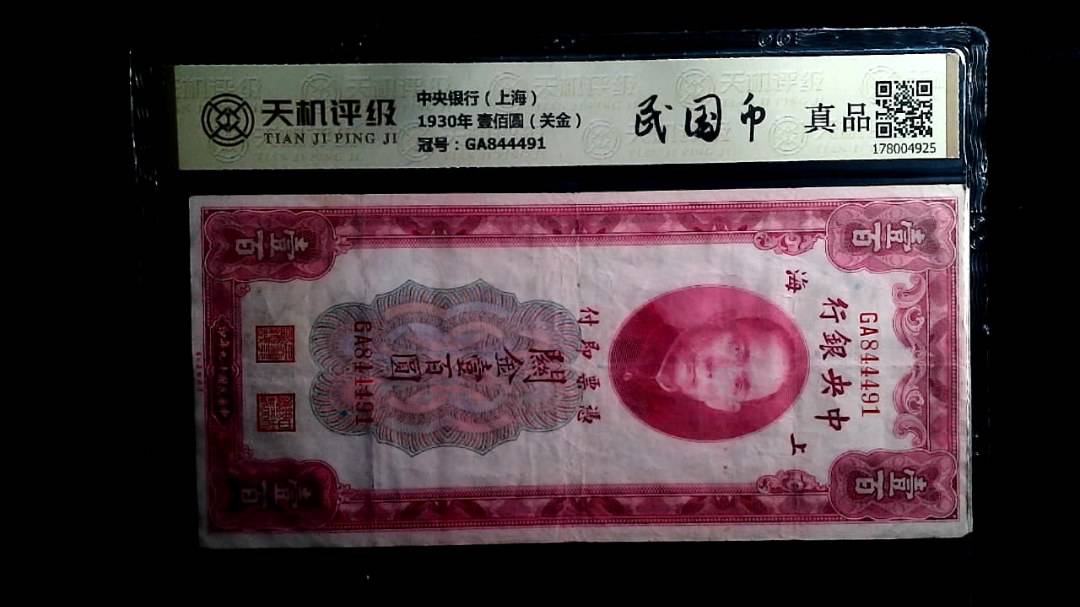 天机评级
TIAN JI PING JI
中央银行（上海）
1930年 壹佰圆（关金）
冠号：GA844491
民国币
真品
178004925
壹百
壹百
GA844491
中央銀行
上海
憑票即付
關金壹百圓
GA844491
壹百
壹百